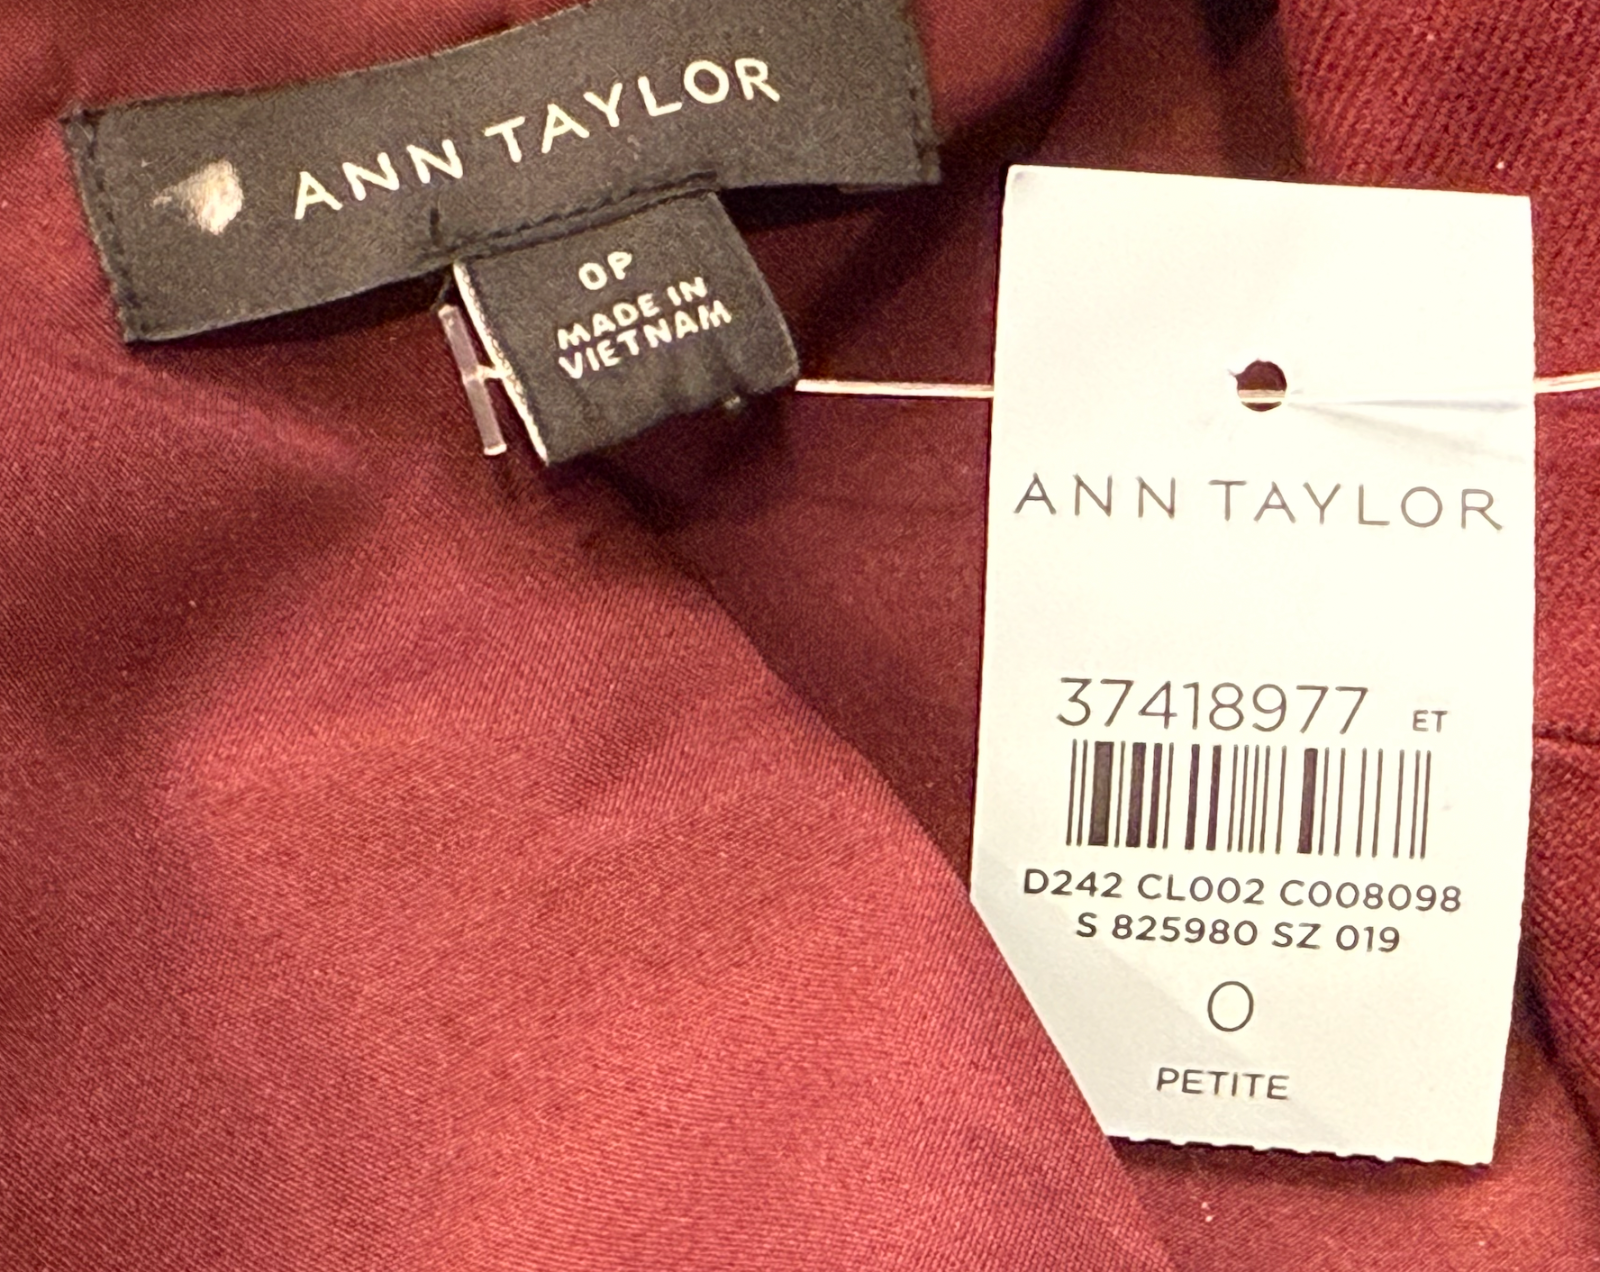 ANN TAYLOR
0P
MADE IN
VIETNAM
ANN TAYLOR
37418977 ET
D242 CL002 C008098
S 825980 SZ 019
0
PETITE